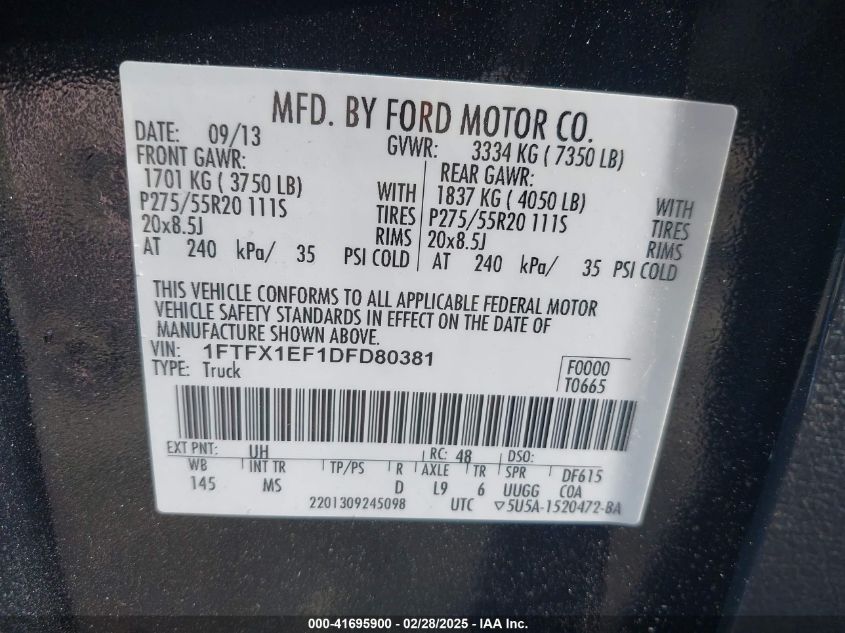 MFD. BY FORD MOTOR CO.
DATE: 09/13 GVWR: 3334 KG ( 7350 LB)
FRONT GAWR: REAR GAWR:
1701 KG ( 3750 LB) WITH 1837 KG ( 4050 LB) WITH
P275/55R20 111S TIRES P275/55R20 111S TIRES
20x8.5J RIMS 20x8.5J RIMS
AT 240 kPa/ 35 PSI COLD AT 240 kPa/ 35 PSI COLD
THIS VEHICLE CONFORMS TO ALL APPLICABLE FEDERAL MOTOR
VEHICLE SAFETY STANDARDS IN EFFECT ON THE DATE OF
MANUFACTURE SHOWN ABOVE.
VIN: 1FTFX1EF1DFD80381 F0000
TYPE: Truck T0665
EXT PNT: UH RC: 48 DSO:
WB INT TR TP/PS R AXLE TR SPR DF615
145 MS D L9 6 UUGG COA
2201309245098 UTC ▽5U5A-1520472-BA
000-41695900 - 02/28/2025 - IAA Inc.